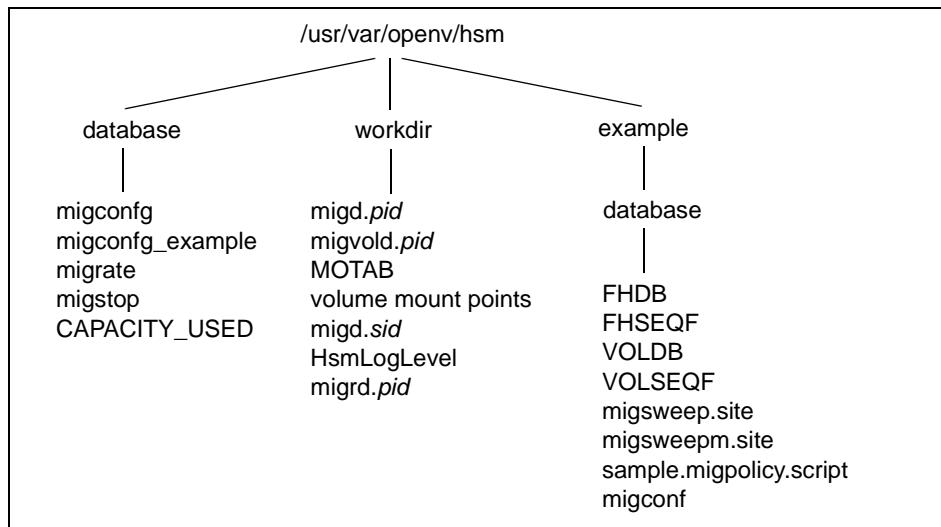 /usr/var/openv/hsm
database
workdir
example
migconfg
migconfg_example
migrate
migstop
CAPACITY_USED
migd.pid
migvold.pid
MOTAB
volume mount points
migd.sid
HsmLogLevel
migrd.pid
database
FHDB
FHSEQF
VOLDB
VOLSEQF
migsweep.site
migsweepm.site
sample.migpolicy.script
migconf